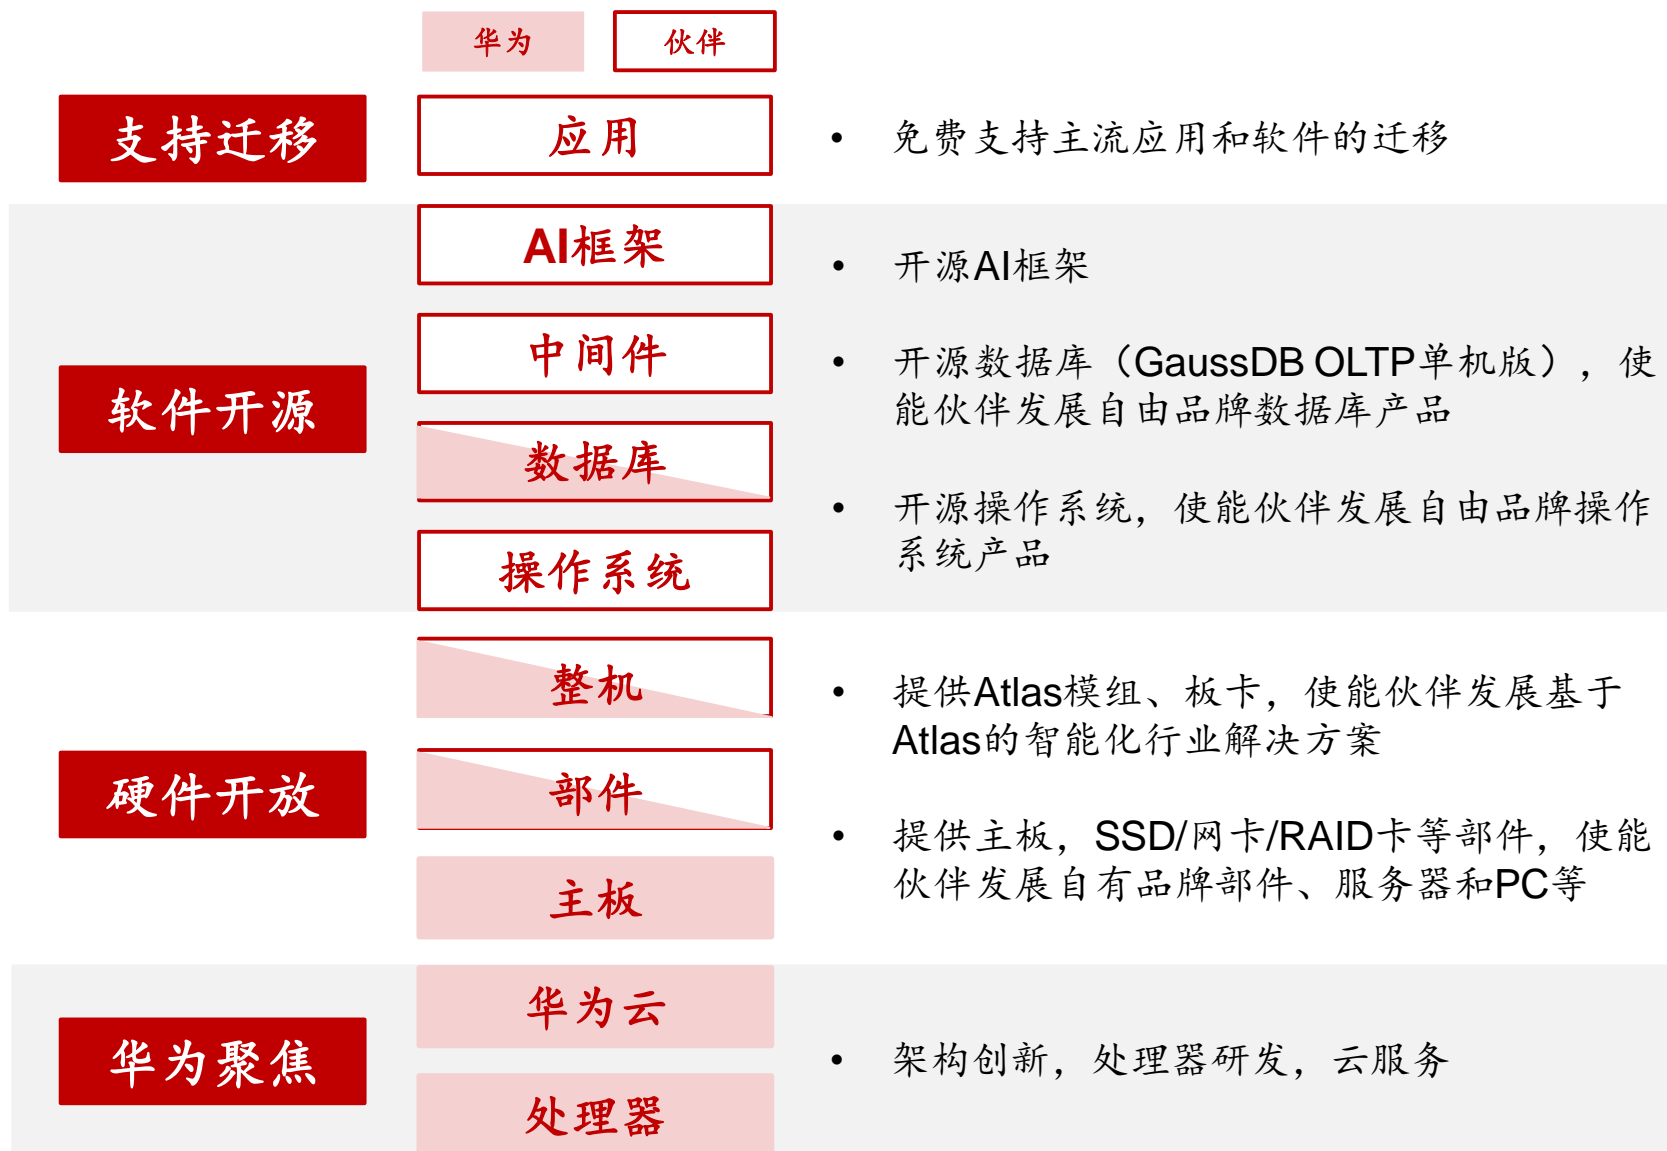 华为
伙伴
支持迁移
应用
• 免费支持主流应用和软件的迁移
软件开源
AI框架
中间件
数据库
操作系统
• 开源AI框架
• 开源数据库（GaussDB OLTP单机版），使
能伙伴发展自由品牌数据库产品
• 开源操作系统，使能伙伴发展自由品牌操作
系统产品
硬件开放
整机
部件
主板
• 提供Atlas模组、板卡，使能伙伴发展基于
Atlas的智能化行业解决方案
• 提供主板，SSD/网卡/RAID卡等部件，使能
伙伴发展自有品牌部件、服务器和PC等
华为聚焦
华为云
处理器
• 架构创新，处理器研发，云服务